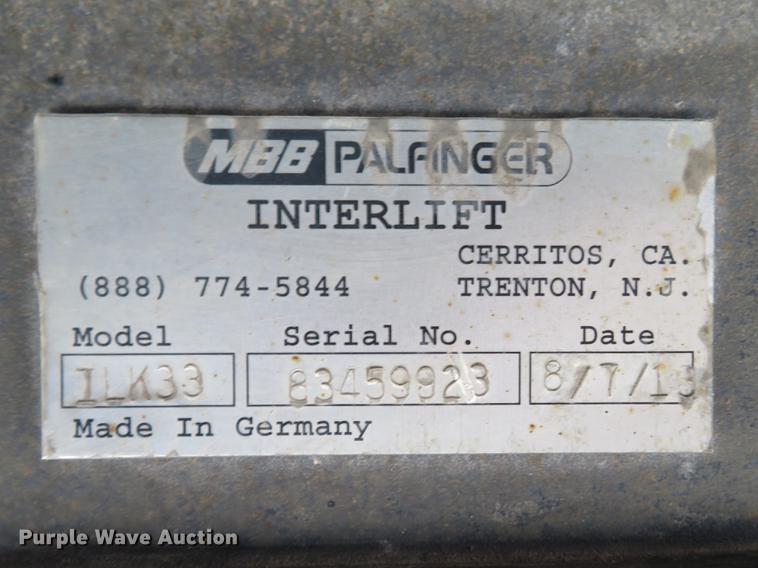 MBB PALFINGER
INTERLIFT
CERRITOS, CA.
(888) 774-5844 TRENTON, N.J.
Model Serial No. Date
ILK33 83459923 8/7/13
Made In Germany
Purple Wave Auction